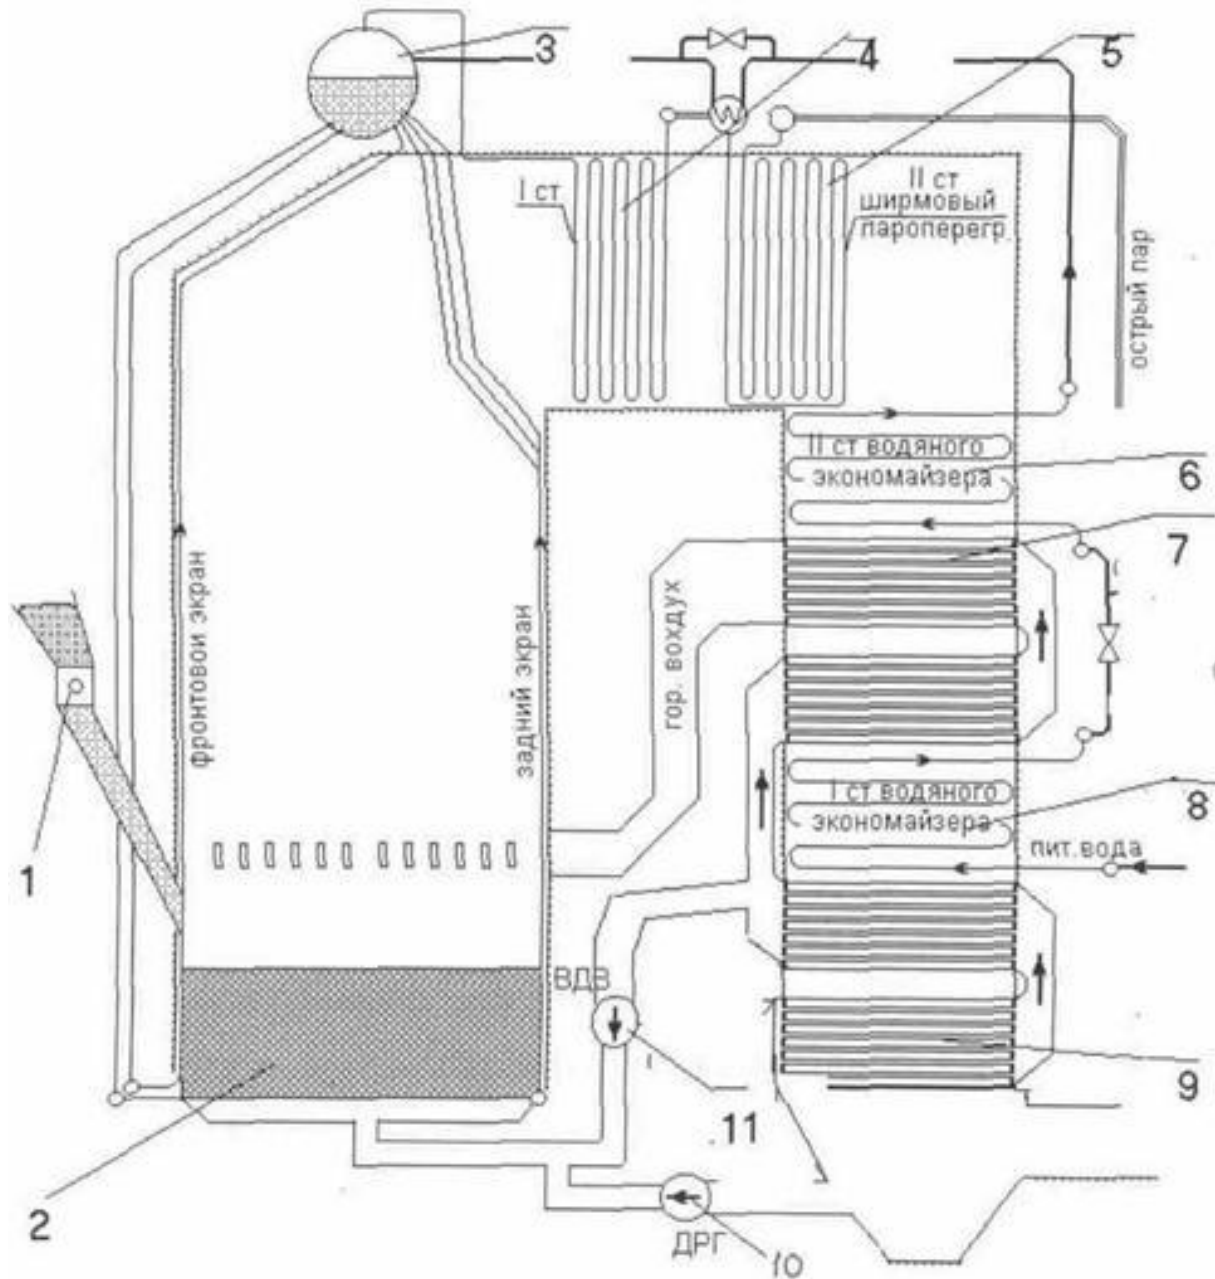 3
4
5
I ст
II ст
ширмовый
пароперегр.
острый пар
II ст водяного
экономайзера
6
7
фронтовой экран
задний экран
гор. вохдух
I ст водяного
экономайзера
8
пит.вода
1
ВДВ
9
11
2
ДРГ
10